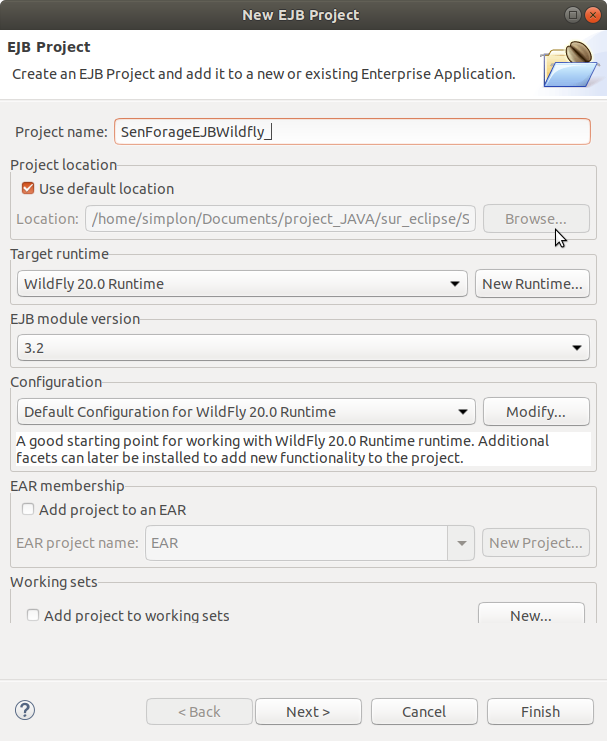 New EJB Project
EJB Project
Create an EJB Project and add it to a new or existing Enterprise Application.
Project name: SenForageEJBWildfly_
Project location
Use default location
Location: /home/simplon/Documents/project_JAVA/sur_eclipse/S Browse...
Target runtime
WildFly 20.0 Runtime New Runtime...
EJB module version
3.2
Configuration
Default Configuration for WildFly 20.0 Runtime Modify...
A good starting point for working with WildFly 20.0 Runtime runtime. Additional
facets can later be installed to add new functionality to the project.
EAR membership
Add project to an EAR
EAR project name: EAR New Project...
Working sets
Add project to working sets New...
? < Back Next > Cancel Finish